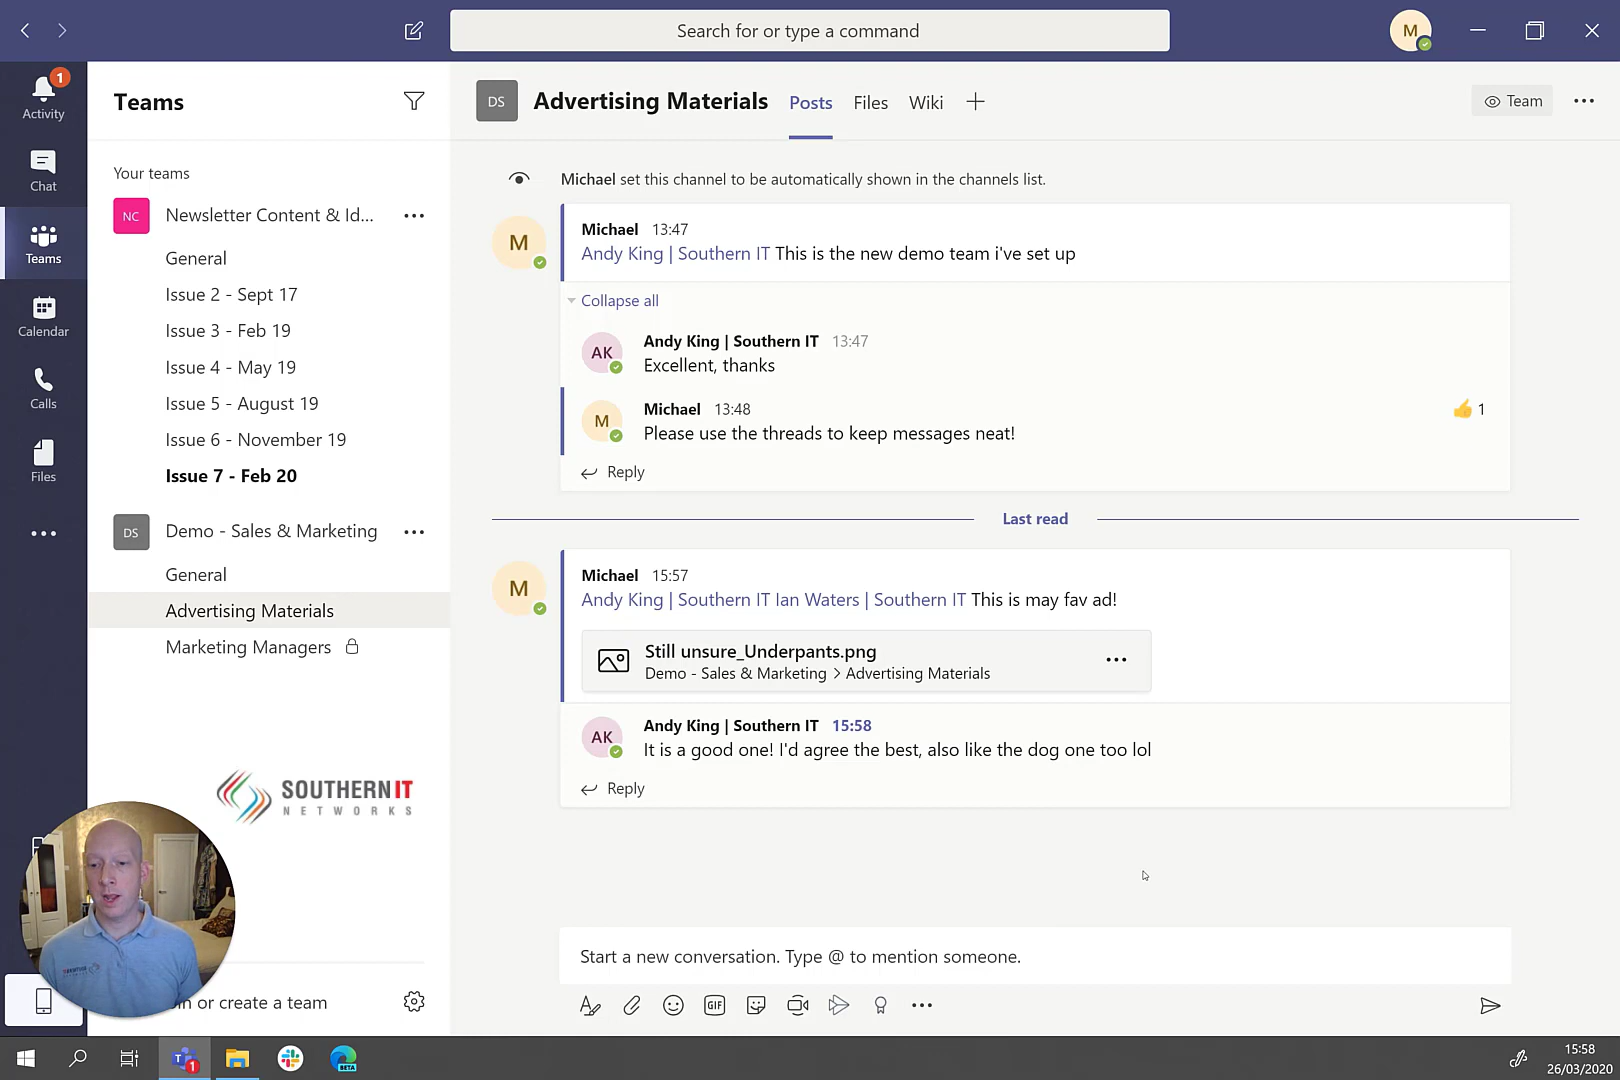 Search for or type a command
M
1
Activity
Chat
Teams
Calendar
Calls
Files
Teams
Your teams
NC
Newsletter Content & Id...
General
Issue 2 - Sept 17
Issue 3 - Feb 19
Issue 4 - May 19
Issue 5 - August 19
Issue 6 - November 19
Issue 7 - Feb 20
DS
Demo - Sales & Marketing
General
Advertising Materials
Marketing Managers
SOUTHERN IT
NETWORKS
or create a team
DS
Advertising Materials
Posts
Files
Wiki
Team
Michael set this channel to be automatically shown in the channels list.
M
Michael 13:47
Andy King | Southern IT This is the new demo team i've set up
Collapse all
AK
Andy King | Southern IT 13:47
Excellent, thanks
M
Michael 13:48
1
Please use the threads to keep messages neat!
Reply
Last read
M
Michael 15:57
Andy King | Southern IT Ian Waters | Southern IT This is may fav ad!
Still unsure_Underpants.png
Demo - Sales & Marketing > Advertising Materials
AK
Andy King | Southern IT 15:58
It is a good one! I'd agree the best, also like the dog one too lol
Reply
Start a new conversation. Type @ to mention someone.
GIF
T
1
BETA
15:58
26/03/2020